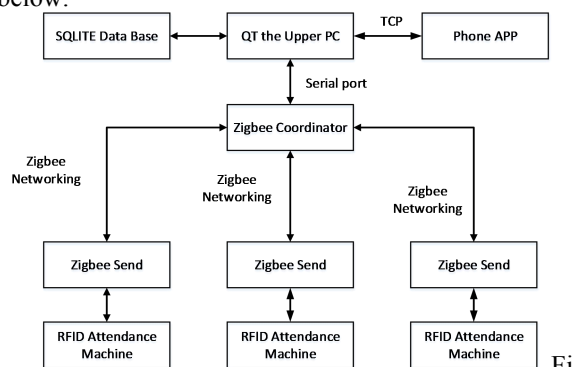 below:
SQLITE Data Base
QT the Upper PC
TCP
Phone APP
Serial port
Zigbee Coordinator
Zigbee
Networking
Zigbee
Networking
Zigbee
Networking
Zigbee Send
Zigbee Send
Zigbee Send
RFID Attendance
Machine
RFID Attendance
Machine
RFID Attendance
Machine
Fi